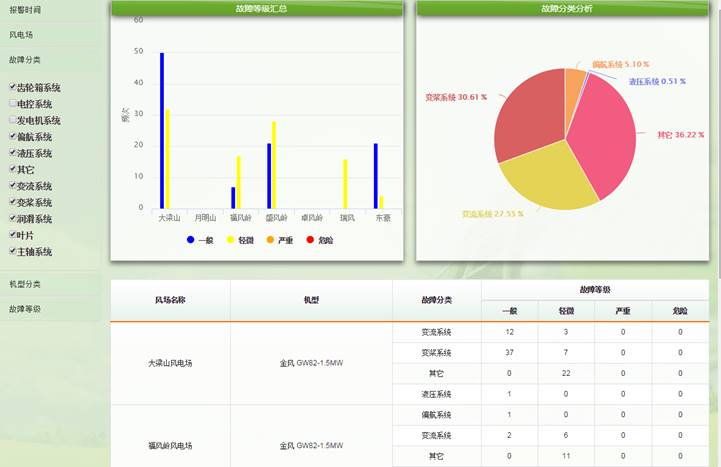 报警时间
风电场
故障分类
齿轮箱系统
电控系统
发电机系统
偏航系统
液压系统
其它
变流系统
变桨系统
润滑系统
叶片
主轴系统
机型分类
故障等级
故障等级汇总
频次
60
50
40
30
20
10
0
大梁山 月明山 福风岭 盛风岭 卓风岭 瑞风 东豪
一般 轻微 严重 危险
故障分类分析
偏航系统 5.10 %
液压系统 0.51 %
变桨系统 30.61 %
其它 36.22 %
变流系统 27.55 %
风场名称 机型 故障分类 故障等级
一般 轻微 严重 危险
大梁山风电场 金风 GW82-1.5MW
变流系统 12 3 0 0
变桨系统 37 7 0 0
其它 0 22 0 0
液压系统 1 0 0 0
福风岭风电场 金风 GW82-1.5MW
偏航系统 1 0 0 0
变流系统 2 6 0 0
其它 0 11 0 0